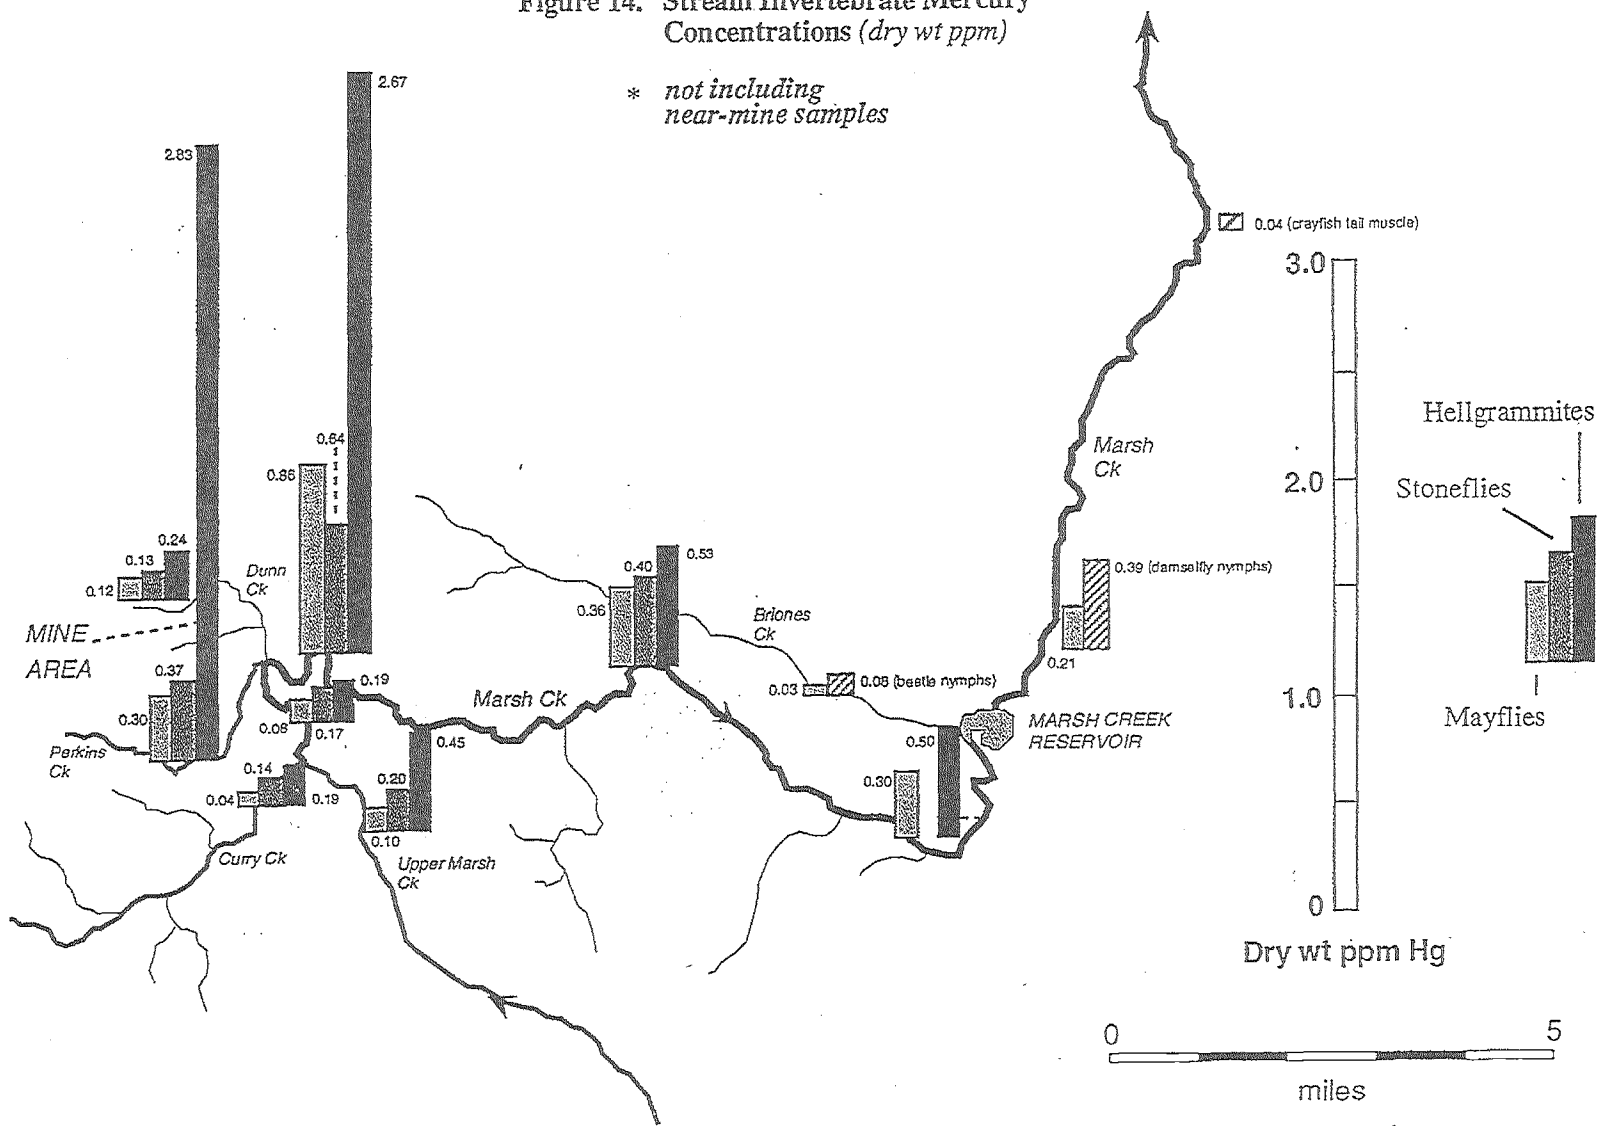 Figure 14. Stream Invertebrate Mercury
Concentrations (dry wt ppm)
* not including
near-mine samples
2.67
2.83
0.04 (crayfish tail muscle)
3.0
Hellgrammites
Marsh
Ck
0.64
0.86
2.0
Stoneflies
0.24
0.13
0.12
Dunn
Ck
0.53
0.40
0.36
0.39 (damselfly nymphs)
Briones
Ck
MINE
AREA
0.21
0.37
0.30
0.19
0.08
0.17
Marsh Ck
0.03
0.08 (beetle nymphs)
1.0
Mayflies
MARSH CREEK
RESERVOIR
0.45
0.50
Perkins
Ck
0.14
0.04
0.19
0.20
0.10
0.30
Curry Ck
Upper Marsh
Ck
0
Dry wt ppm Hg
0
5
miles